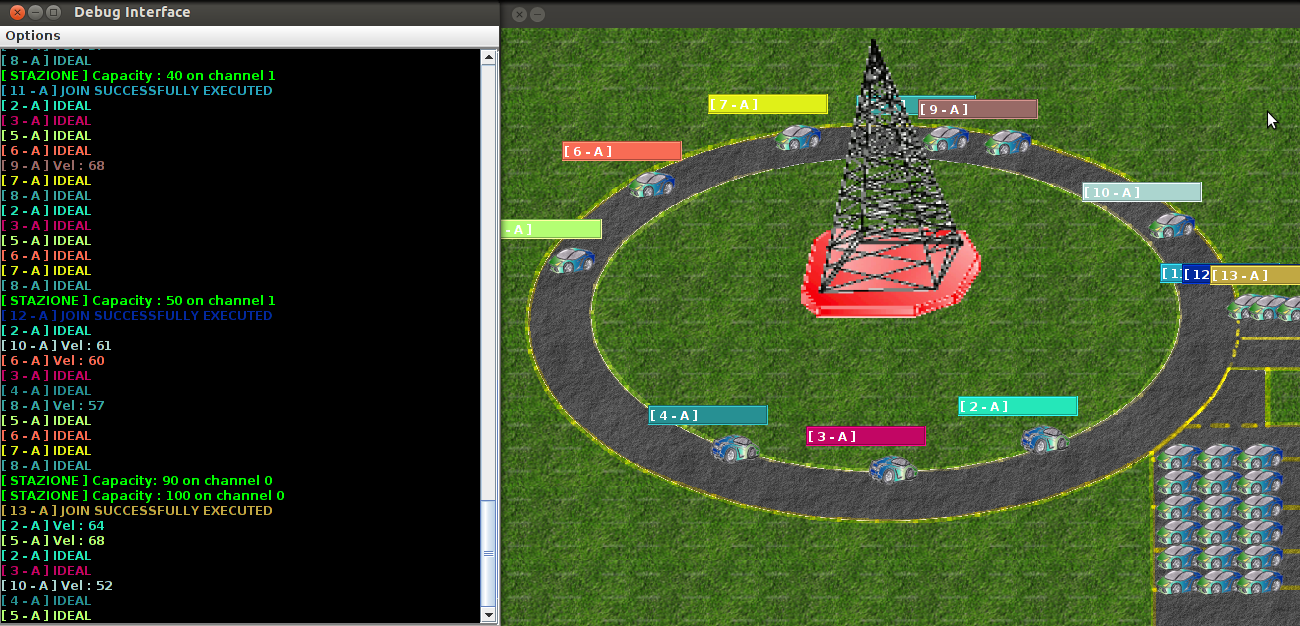 Debug Interface
Options
[ 8 - A ] IDEAL
[ STAZIONE ] Capacity : 40 on channel 1
[ 11 - A ] JOIN SUCCESSFULLY EXECUTED
[ 2 - A ] IDEAL
[ 3 - A ] IDEAL
[ 5 - A ] IDEAL
[ 6 - A ] IDEAL
[ 9 - A ] Vel : 68
[ 7 - A ] IDEAL
[ 8 - A ] IDEAL
[ 2 - A ] IDEAL
[ 3 - A ] IDEAL
[ 5 - A ] IDEAL
[ 6 - A ] IDEAL
[ 7 - A ] IDEAL
[ 8 - A ] IDEAL
[ STAZIONE ] Capacity : 50 on channel 1
[ 12 - A ] JOIN SUCCESSFULLY EXECUTED
[ 2 - A ] IDEAL
[ 10 - A ] Vel : 61
[ 6 - A ] Vel : 60
[ 3 - A ] IDEAL
[ 4 - A ] IDEAL
[ 8 - A ] Vel : 57
[ 5 - A ] IDEAL
[ 6 - A ] IDEAL
[ 7 - A ] IDEAL
[ 8 - A ] IDEAL
[ STAZIONE ] Capacity: 90 on channel 0
[ STAZIONE ] Capacity : 100 on channel 0
[ 13 - A ] JOIN SUCCESSFULLY EXECUTED
[ 2 - A ] Vel : 64
[ 5 - A ] Vel : 68
[ 2 - A ] IDEAL
[ 3 - A ] IDEAL
[ 10 - A ] Vel : 52
[ 4 - A ] IDEAL
[ 5 - A ] IDEAL
[ 7 - A ]
[ 9 - A ]
[ 6 - A ]
[ 10 - A ]
- A ]
[ 12
[ 13 - A ]
[ 4 - A ]
[ 2 - A ]
[ 3 - A ]